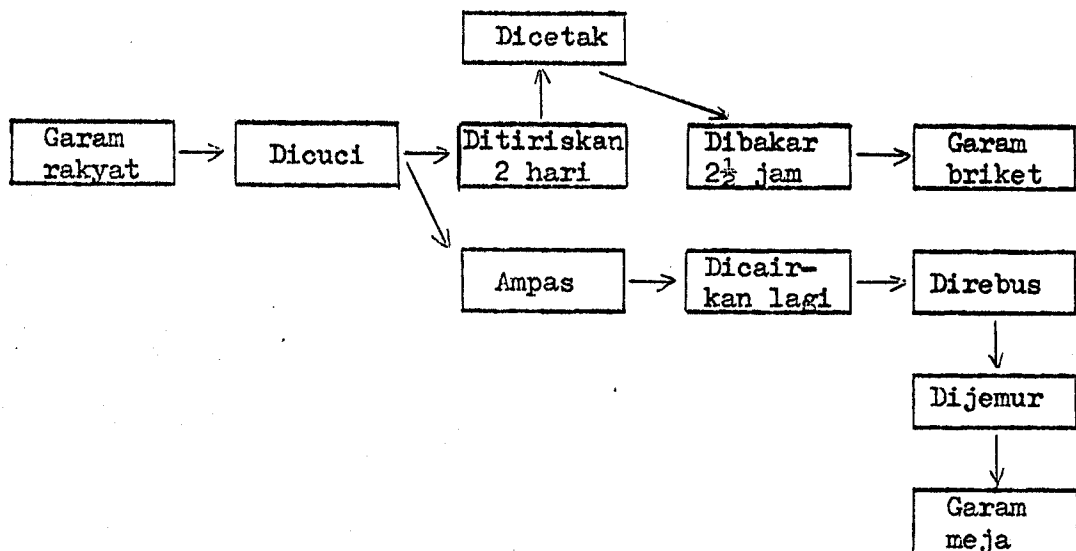 Dicetak
Garam
rakyat
Dicuci
Ditiriskan
2 hari
Dibakar
2½ jam
Garam
briket
Ampas
Dicair-
kan lagi
Direbus
Dijemur
Garam
meja